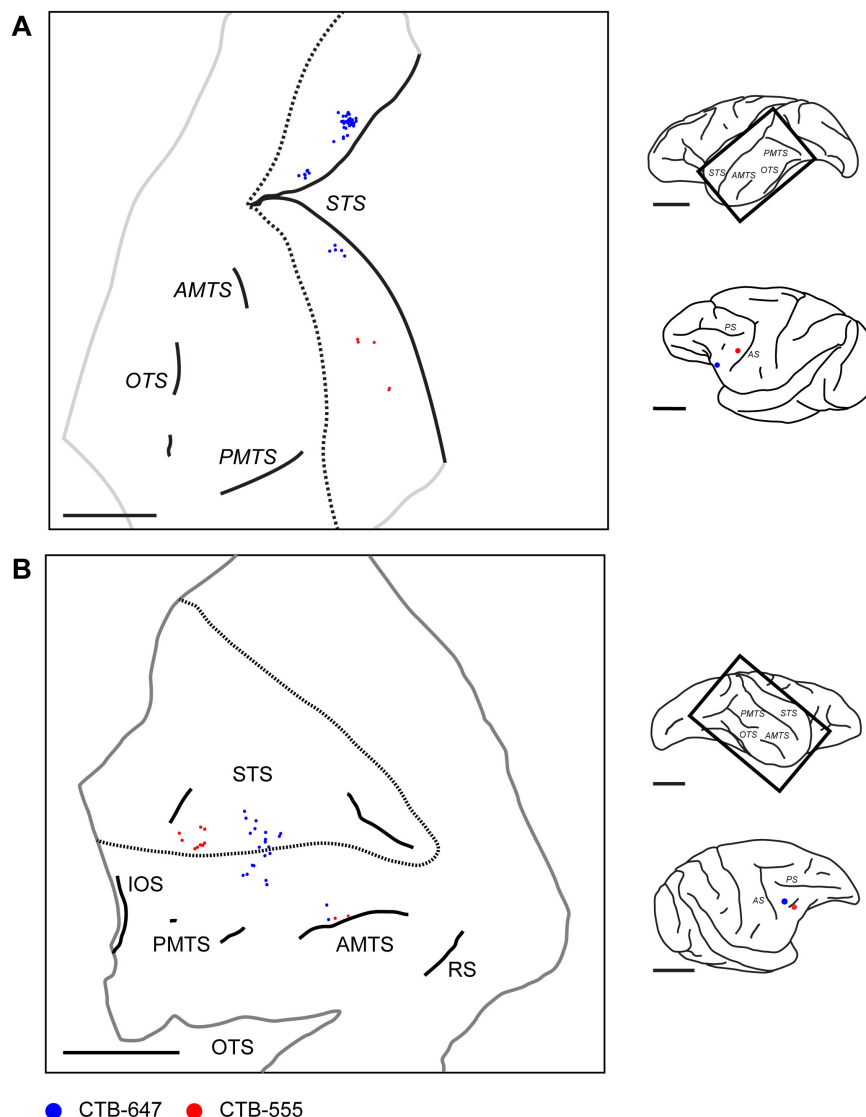 A
STS
AMTS
OTS
PMTS
PMTS
STS
AMTS
OTS
PS
AS
B
STS
IOS
PMTS
AMTS
RS
OTS
PMTS
STS
OTS
AMTS
PS
AS
CTB-647 CTB-555